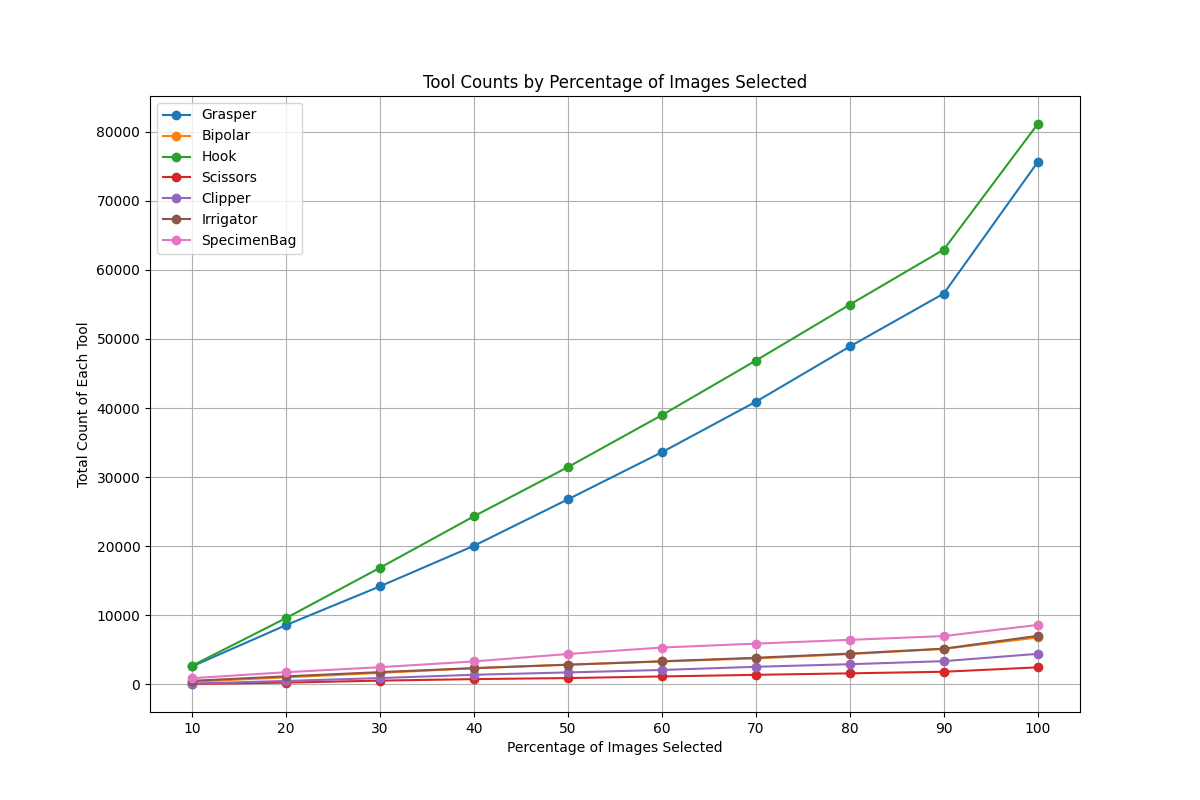 Tool Counts by Percentage of Images Selected
Grasper
Bipolar
Hook
Scissors
Clipper
Irrigator
SpecimenBag
80000
70000
60000
50000
40000
30000
20000
10000
0
Total Count of Each Tool
10 20 30 40 50 60 70 80 90 100
Percentage of Images Selected